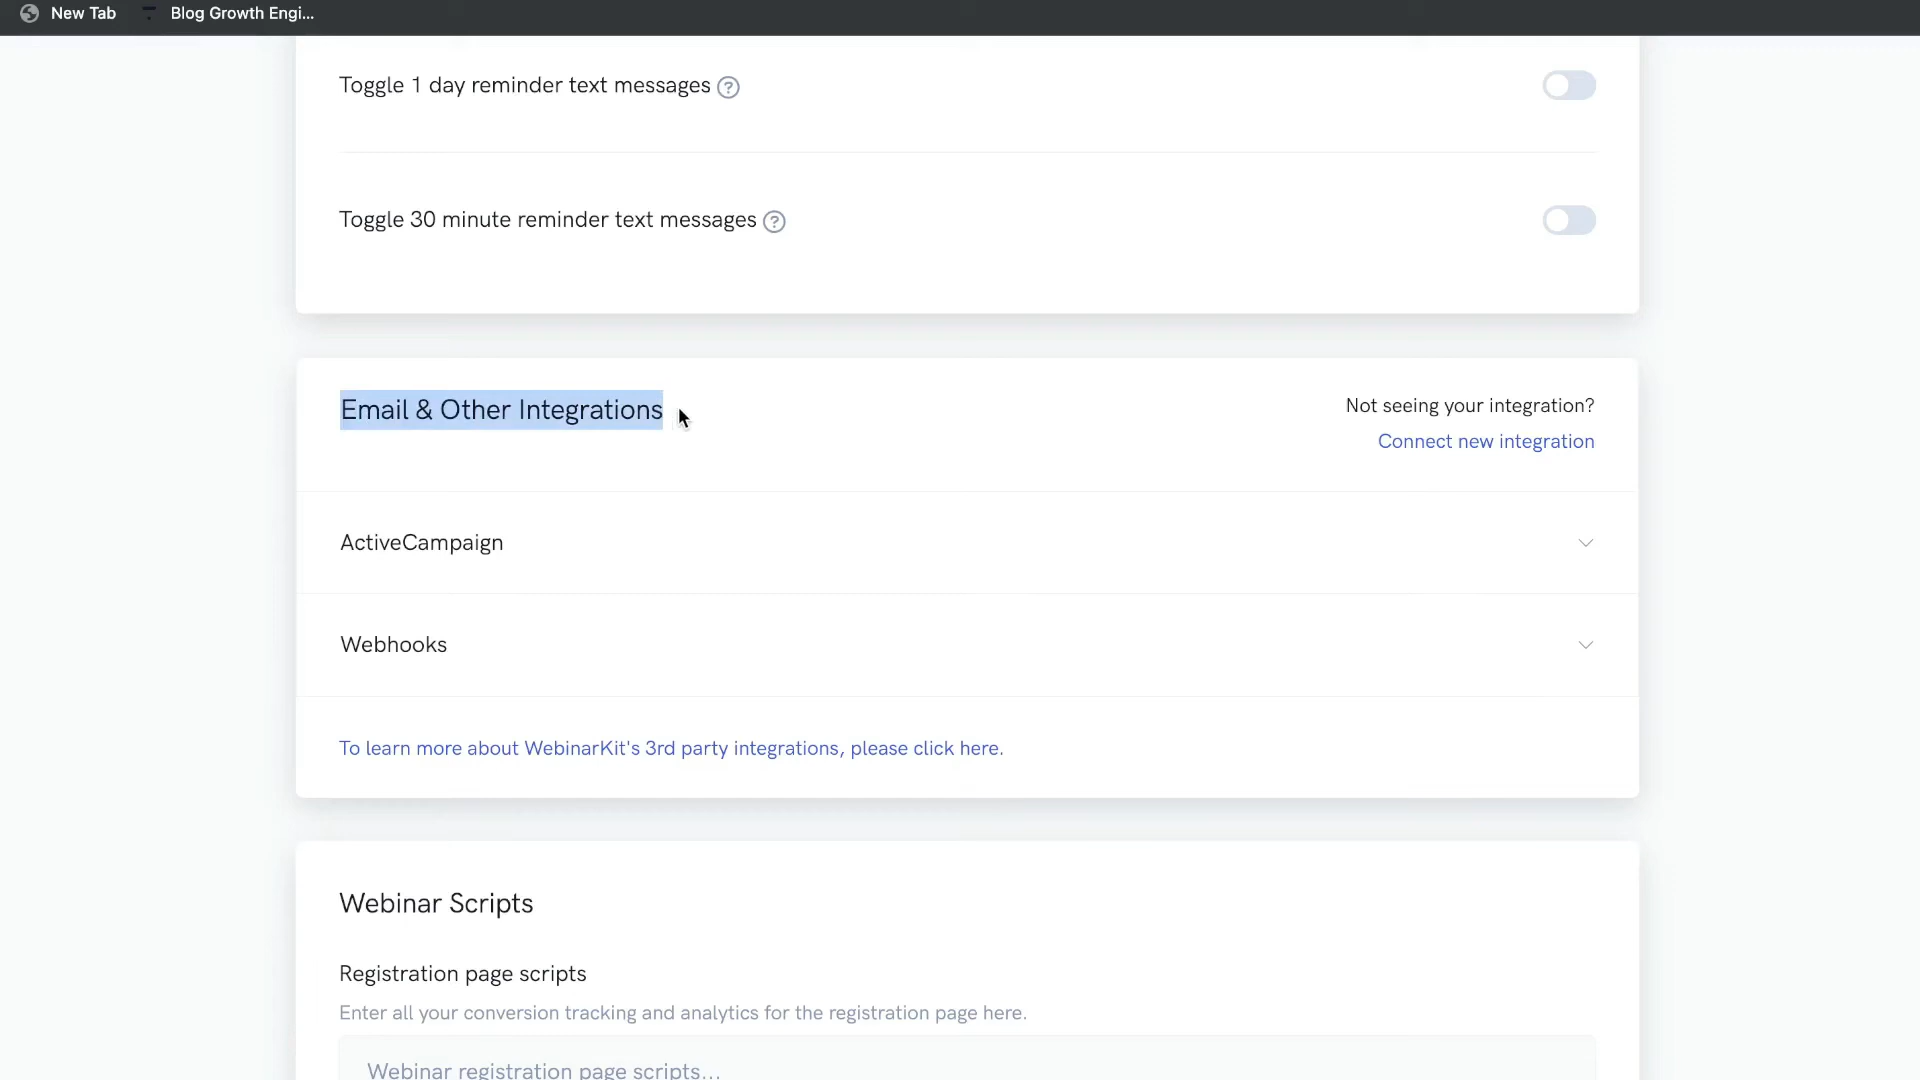 New Tab
Blog Growth Engi...
Toggle 1 day reminder text messages ?
Toggle 30 minute reminder text messages ?
Email & Other Integrations
Not seeing your integration?
Connect new integration
ActiveCampaign
Webhooks
To learn more about WebinarKit's 3rd party integrations, please click here.
Webinar Scripts
Registration page scripts
Enter all your conversion tracking and analytics for the registration page here.
Webinar registration page scripts...